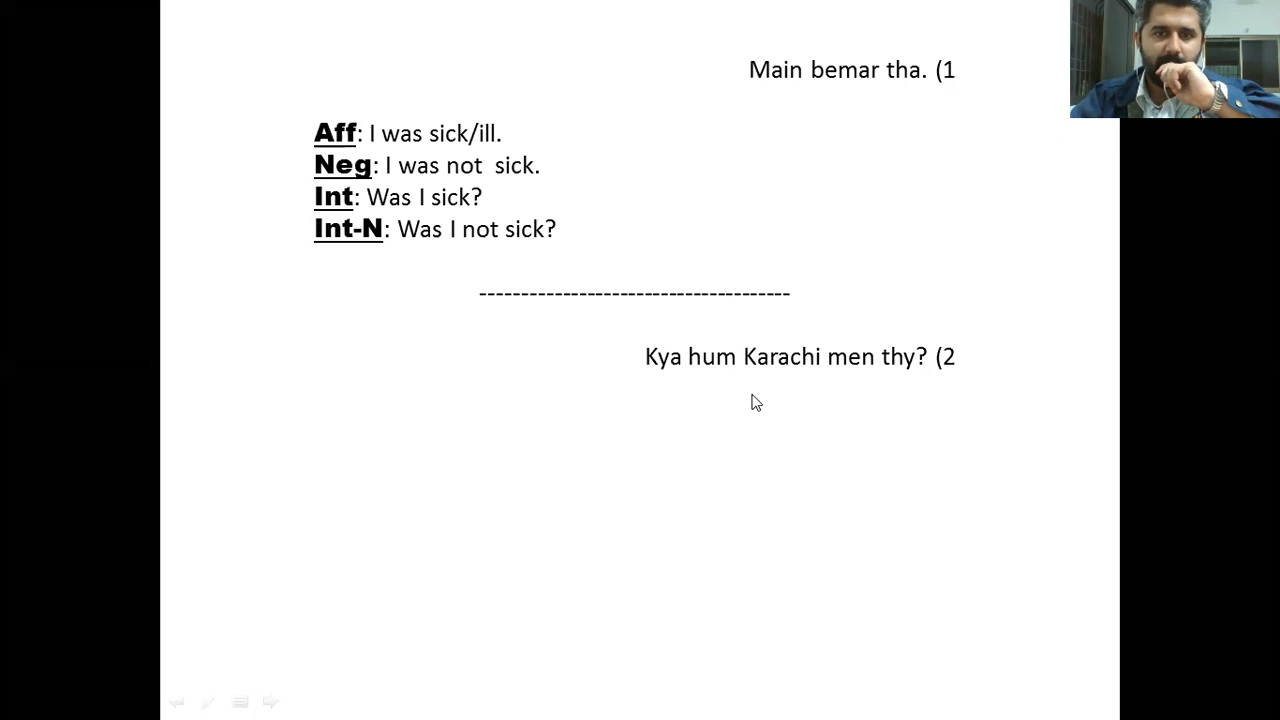 Main bemar tha. (1
Aff: I was sick/ill.
Neg: I was not  sick.
Int: Was I sick?
Int-N: Was I not sick?
-------------------------------------
Kya hum Karachi men thy? (2